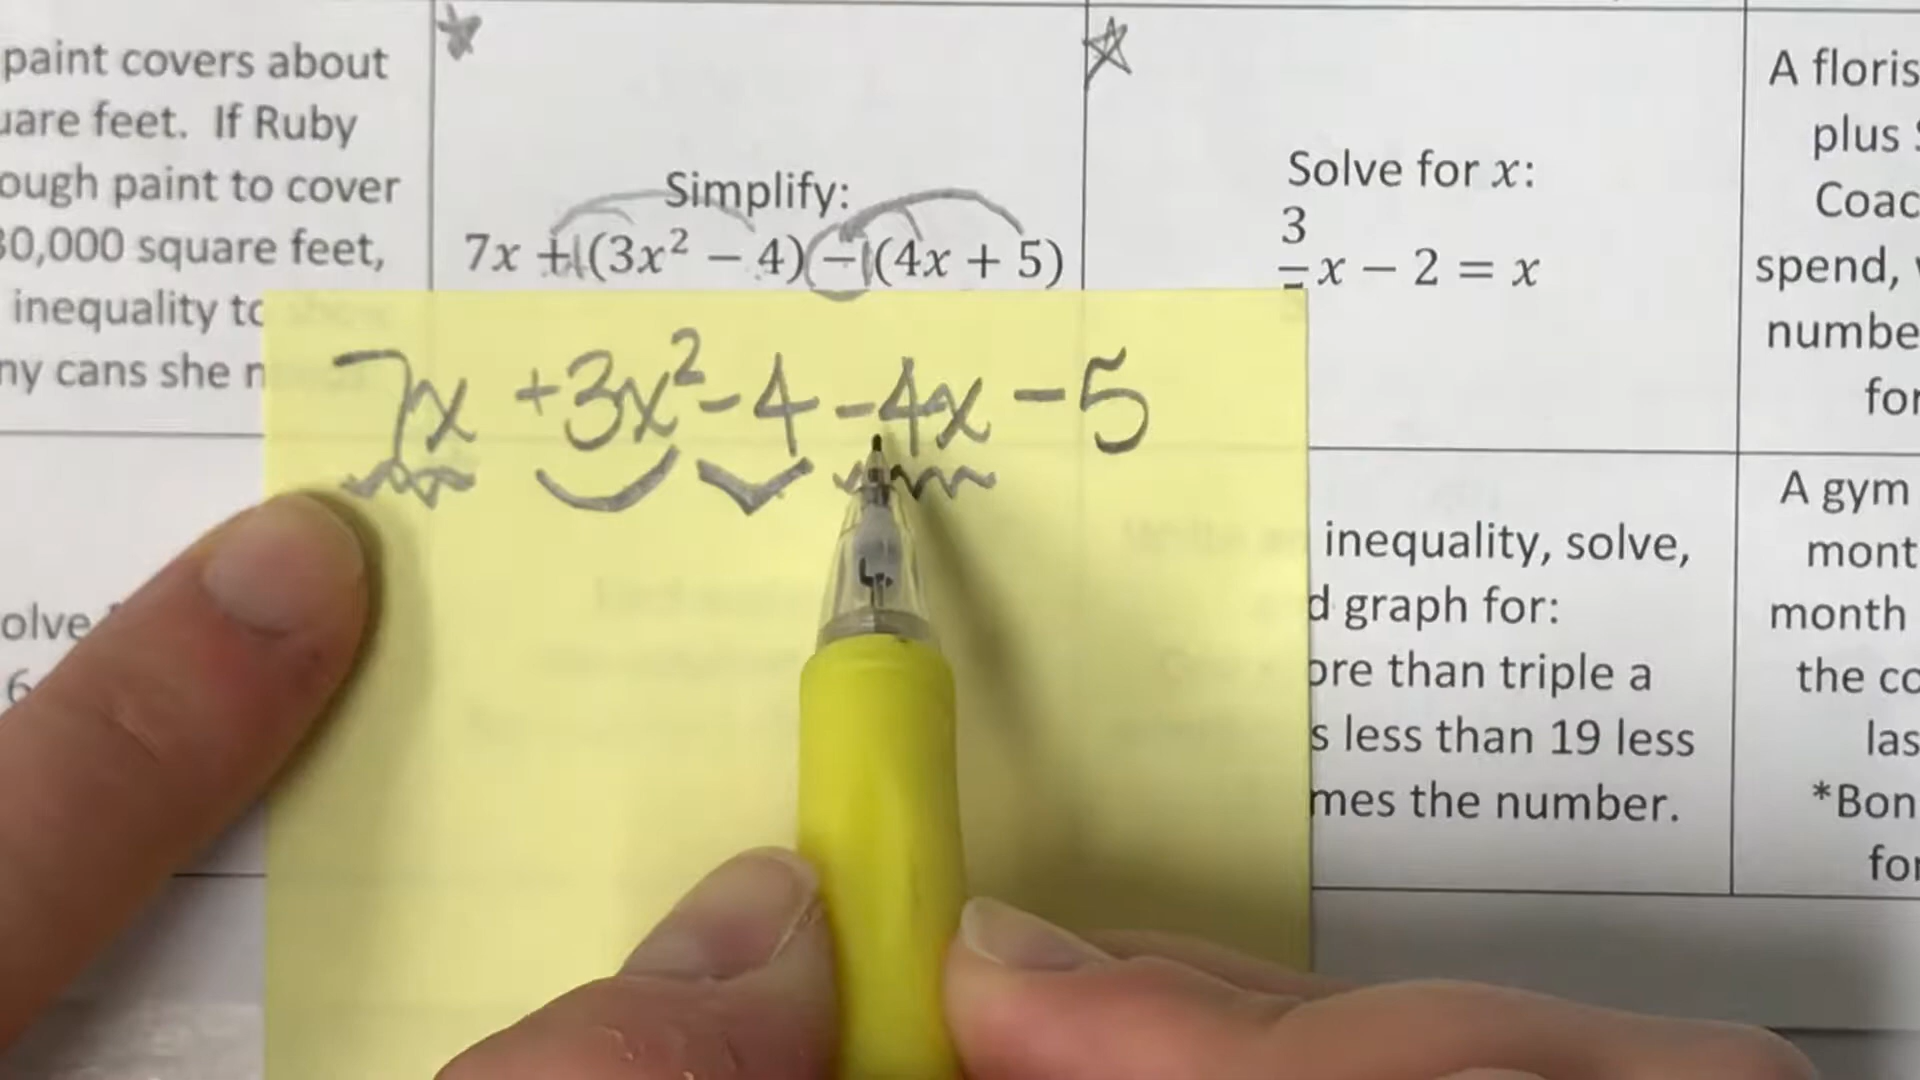 paint covers about
uare feet. If Ruby
ough paint to cover
30,000 square feet,
inequality to
ny cans she n
Simplify:
7x +1(3x² − 4) −1(4x + 5)
7x +3x² -4 -4x -5
Solve for x:
3
— x − 2 = x
A floris
plus
Coac
spend,
numbe
for
olve
6
inequality, solve,
d graph for:
ore than triple a
s less than 19 less
mes the number.
A gym
mont
month
the co
las
*Bon
for